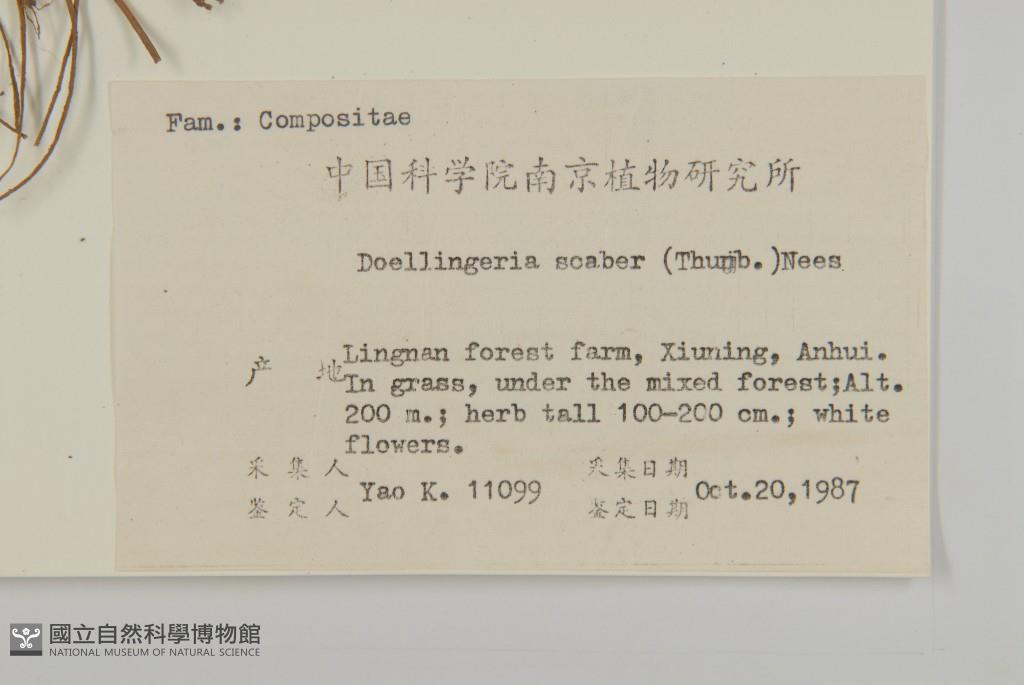 Fam.: Compositae
中国科学院南京植物研究所
Doellingeria scaber (Thunb.)Nees
产 地 Lingnan forest farm, Xiuning, Anhui.
In grass, under the mixed forest;Alt.
200 m.; herb tall 100-200 cm.; white
flowers.
采 集 人 采集日期
Yao K. 11099 Oct.20,1987
鉴 定 人 鉴定日期
國立自然科學博物館
NATIONAL MUSEUM OF NATURAL SCIENCE